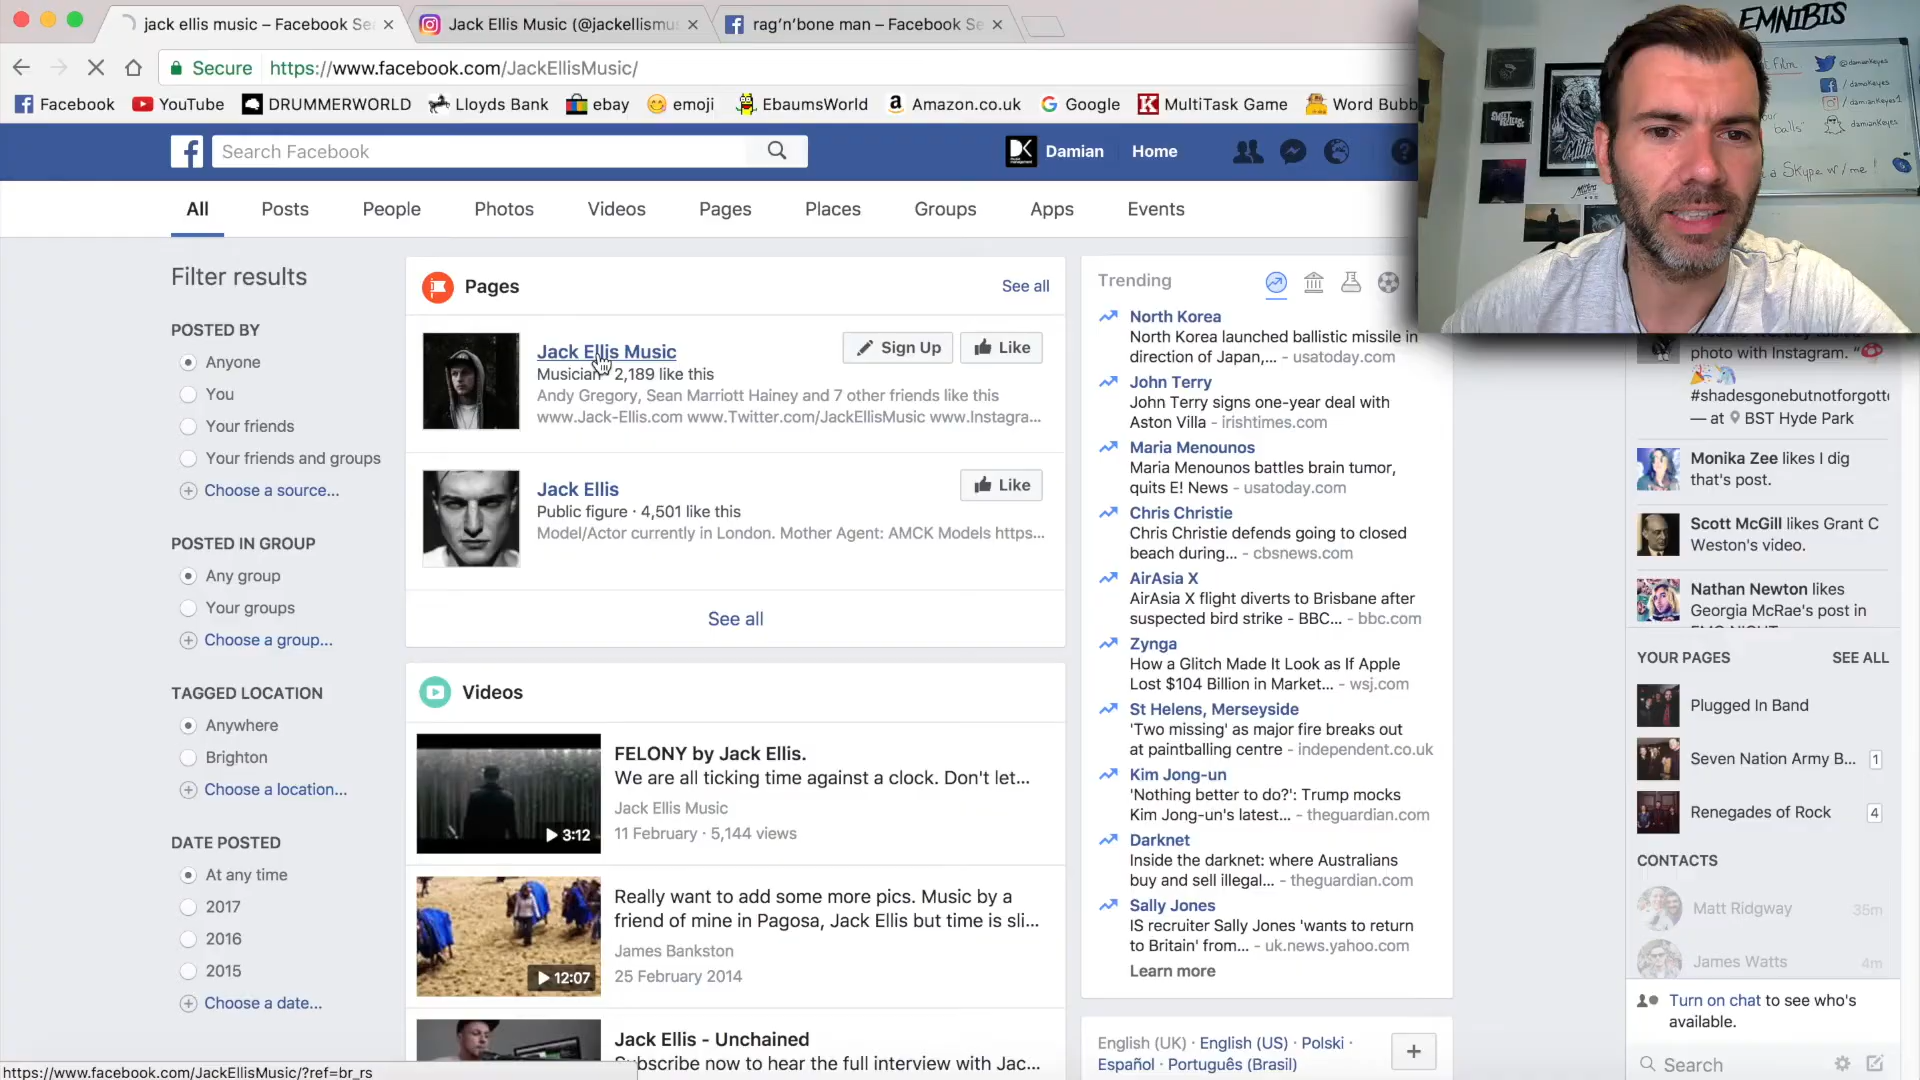 jack ellis music – Facebook Se
Jack Ellis Music (@jackellismu
rag'n'bone man – Facebook Se
EMNIBIS
Secure https://www.facebook.com/JackEllisMusic/
Facebook YouTube DRUMMERWORLD Lloyds Bank ebay emoji EbaumsWorld Amazon.co.uk Google MultiTask Game Word Bubb
Search Facebook
Damian Home
All Posts People Photos Videos Pages Places Groups Apps Events
Filter results
POSTED BY
Anyone
You
Your friends
Your friends and groups
Choose a source...
POSTED IN GROUP
Any group
Your groups
Choose a group...
TAGGED LOCATION
Anywhere
Brighton
Choose a location...
DATE POSTED
At any time
2017
2016
2015
Choose a date...
Pages See all
Jack Ellis Music Sign Up Like
Musician · 2,189 like this
Andy Gregory, Sean Marriott Hainey and 7 other friends like this
www.Jack-Ellis.com www.Twitter.com/JackEllisMusic www.Instagra...
Jack Ellis Like
Public figure · 4,501 like this
Model/Actor currently in London. Mother Agent: AMCK Models https...
See all
Videos
FELONY by Jack Ellis.
We are all ticking time against a clock. Don't let...
Jack Ellis Music
11 February · 5,144 views
3:12
Really want to add some more pics. Music by a
friend of mine in Pagosa, Jack Ellis but time is sli...
James Bankston
25 February 2014
12:07
Jack Ellis - Unchained
Subscribe now to hear the full interview with Jac...
Trending
North Korea
North Korea launched ballistic missile in
direction of Japan,... - usatoday.com
John Terry
John Terry signs one-year deal with
Aston Villa - irishtimes.com
Maria Menounos
Maria Menounos battles brain tumor,
quits E! News - usatoday.com
Chris Christie
Chris Christie defends going to closed
beach during... - cbsnews.com
AirAsia X
AirAsia X flight diverts to Brisbane after
suspected bird strike - BBC... - bbc.com
Zynga
How a Glitch Made It Look as If Apple
Lost $104 Billion in Market... - wsj.com
St Helens, Merseyside
'Two missing' as major fire breaks out
at paintballing centre - independent.co.uk
Kim Jong-un
'Nothing better to do?': Trump mocks
Kim Jong-un's latest... - theguardian.com
Darknet
Inside the darknet: where Australians
buy and sell illegal... - theguardian.com
Sally Jones
IS recruiter Sally Jones 'wants to return
to Britain' from... - uk.news.yahoo.com
Learn more
English (UK) · English (US) · Polski ·
Español · Português (Brasil)
film
@damiankeyes
/damiankeyes
/damiankeyes1
damiankeyes
balls"
a Skype w/me!
photo with Instagram. "
#shadesgonebutnotforgott
— at BST Hyde Park
Monika Zee likes I dig
that's post.
Scott McGill likes Grant C
Weston's video.
Nathan Newton likes
Georgia McRae's post in
YOUR PAGES SEE ALL
Plugged In Band
Seven Nation Army B... 1
Renegades of Rock 4
CONTACTS
Matt Ridgway 35m
James Watts 4m
Turn on chat to see who's
available.
Search
https://www.facebook.com/JackEllisMusic/?ref=br_rs